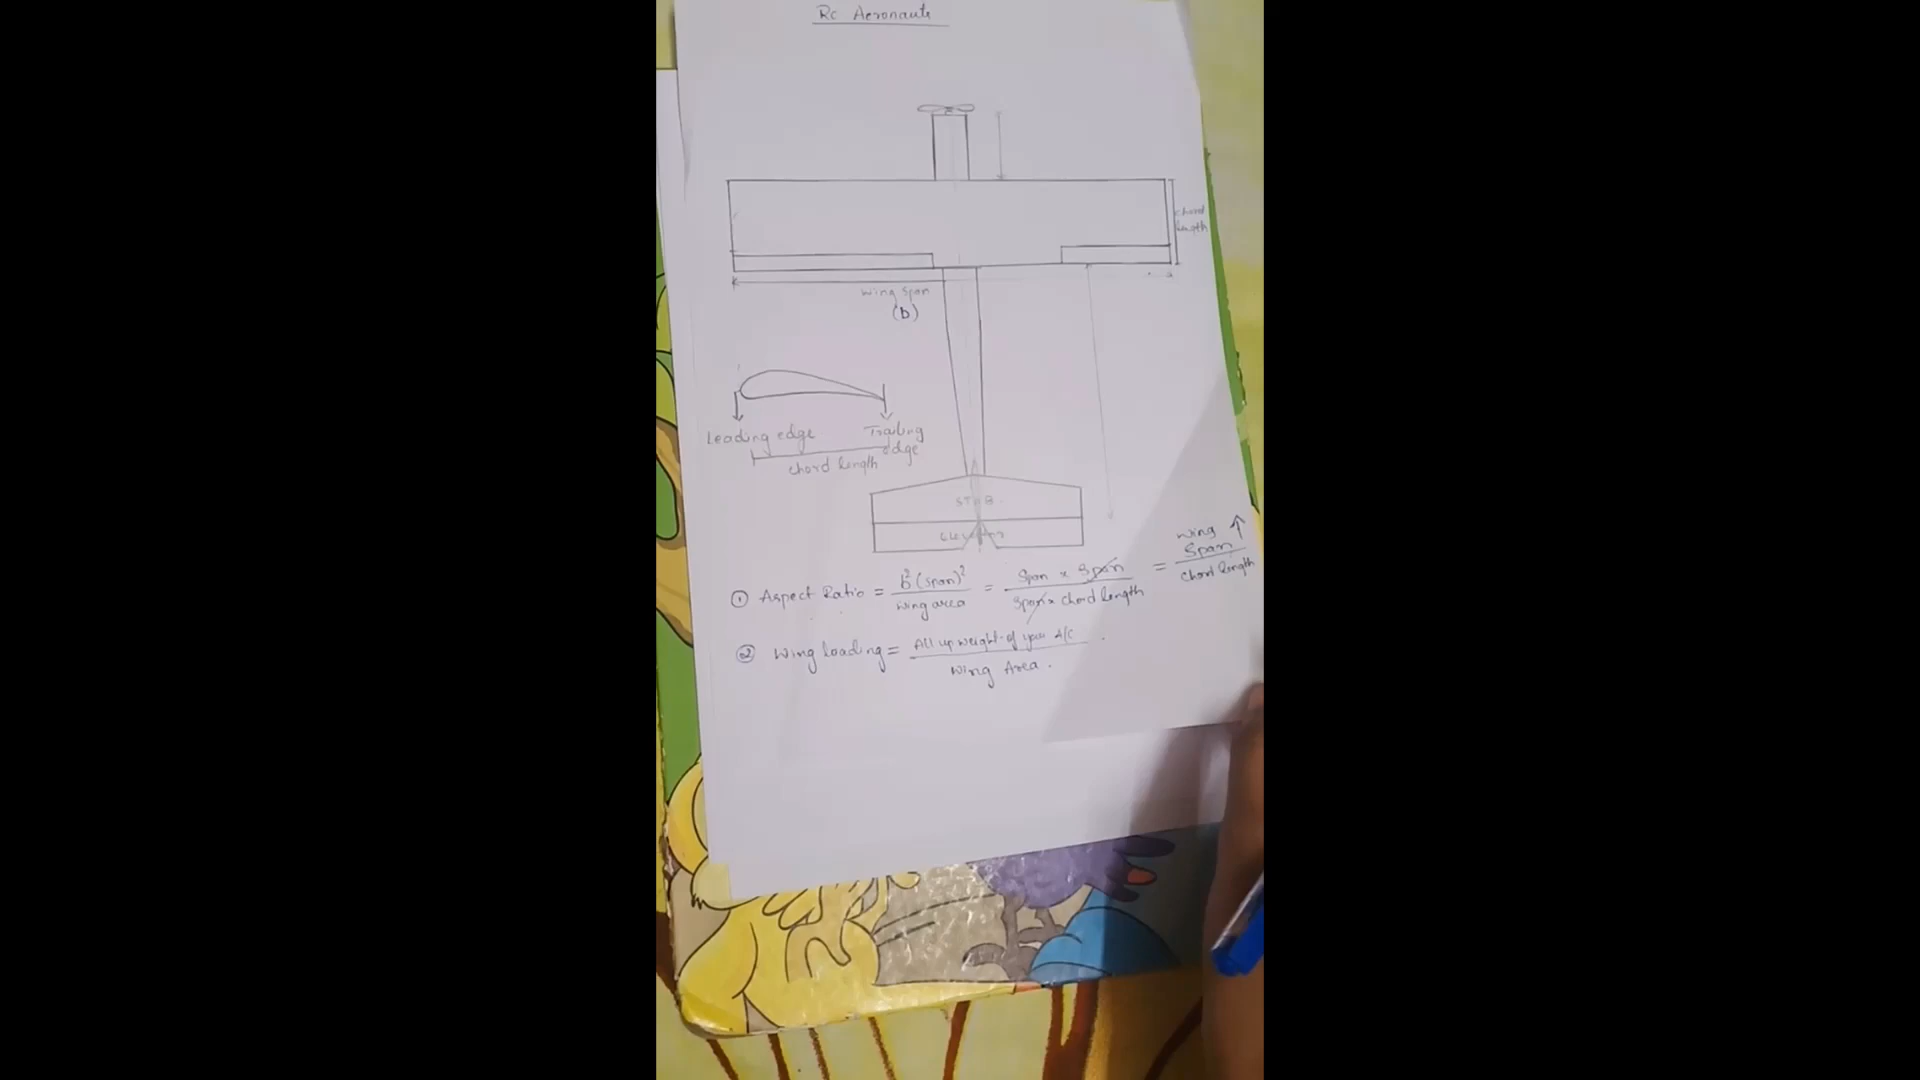 Rc Aeronauts
chord
length
wing span
(b)
Leading edge
Trailing
edge
chord length
STAB
Elevator
① Aspect Ratio = b²(span)² / wing area = Span x Span / Span x chord length = wing Span ↑ / chord length
② Wing loading = All up weight of your A/C / Wing Area.